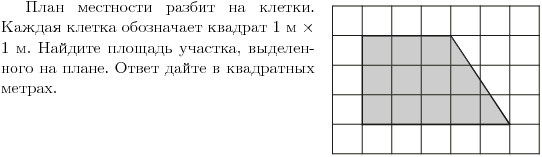 План местности разбит на клетки.
Каждая клетка обозначает квадрат 1 м ×
1 м. Найдите площадь участка, выделен-
ного на плане. Ответ дайте в квадратных
метрах.